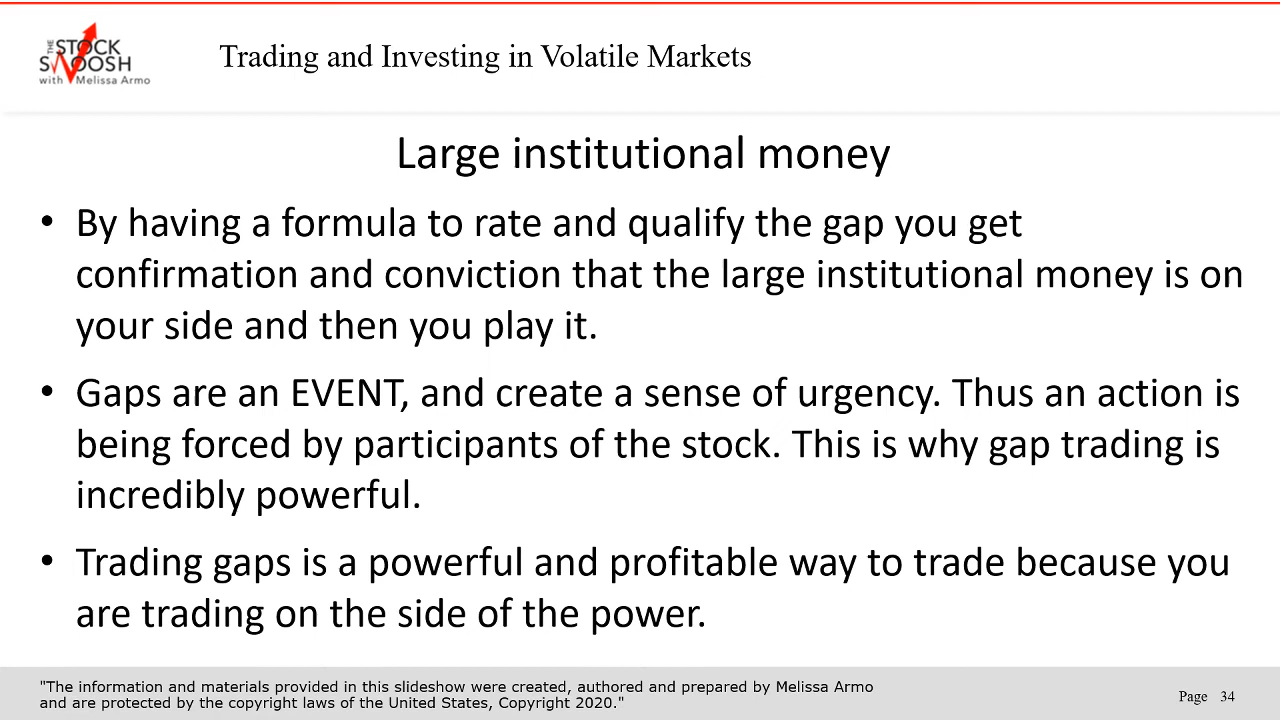 THE
STOCK
SWOOSH
with Melissa Armo
Trading and Investing in Volatile Markets
Large institutional money
• By having a formula to rate and qualify the gap you get
confirmation and conviction that the large institutional money is on
your side and then you play it.
• Gaps are an EVENT, and create a sense of urgency. Thus an action is
being forced by participants of the stock. This is why gap trading is
incredibly powerful.
• Trading gaps is a powerful and profitable way to trade because you
are trading on the side of the power.
"The information and materials provided in this slideshow were created, authored and prepared by Melissa Armo
and are protected by the copyright laws of the United States, Copyright 2020."
Page 34